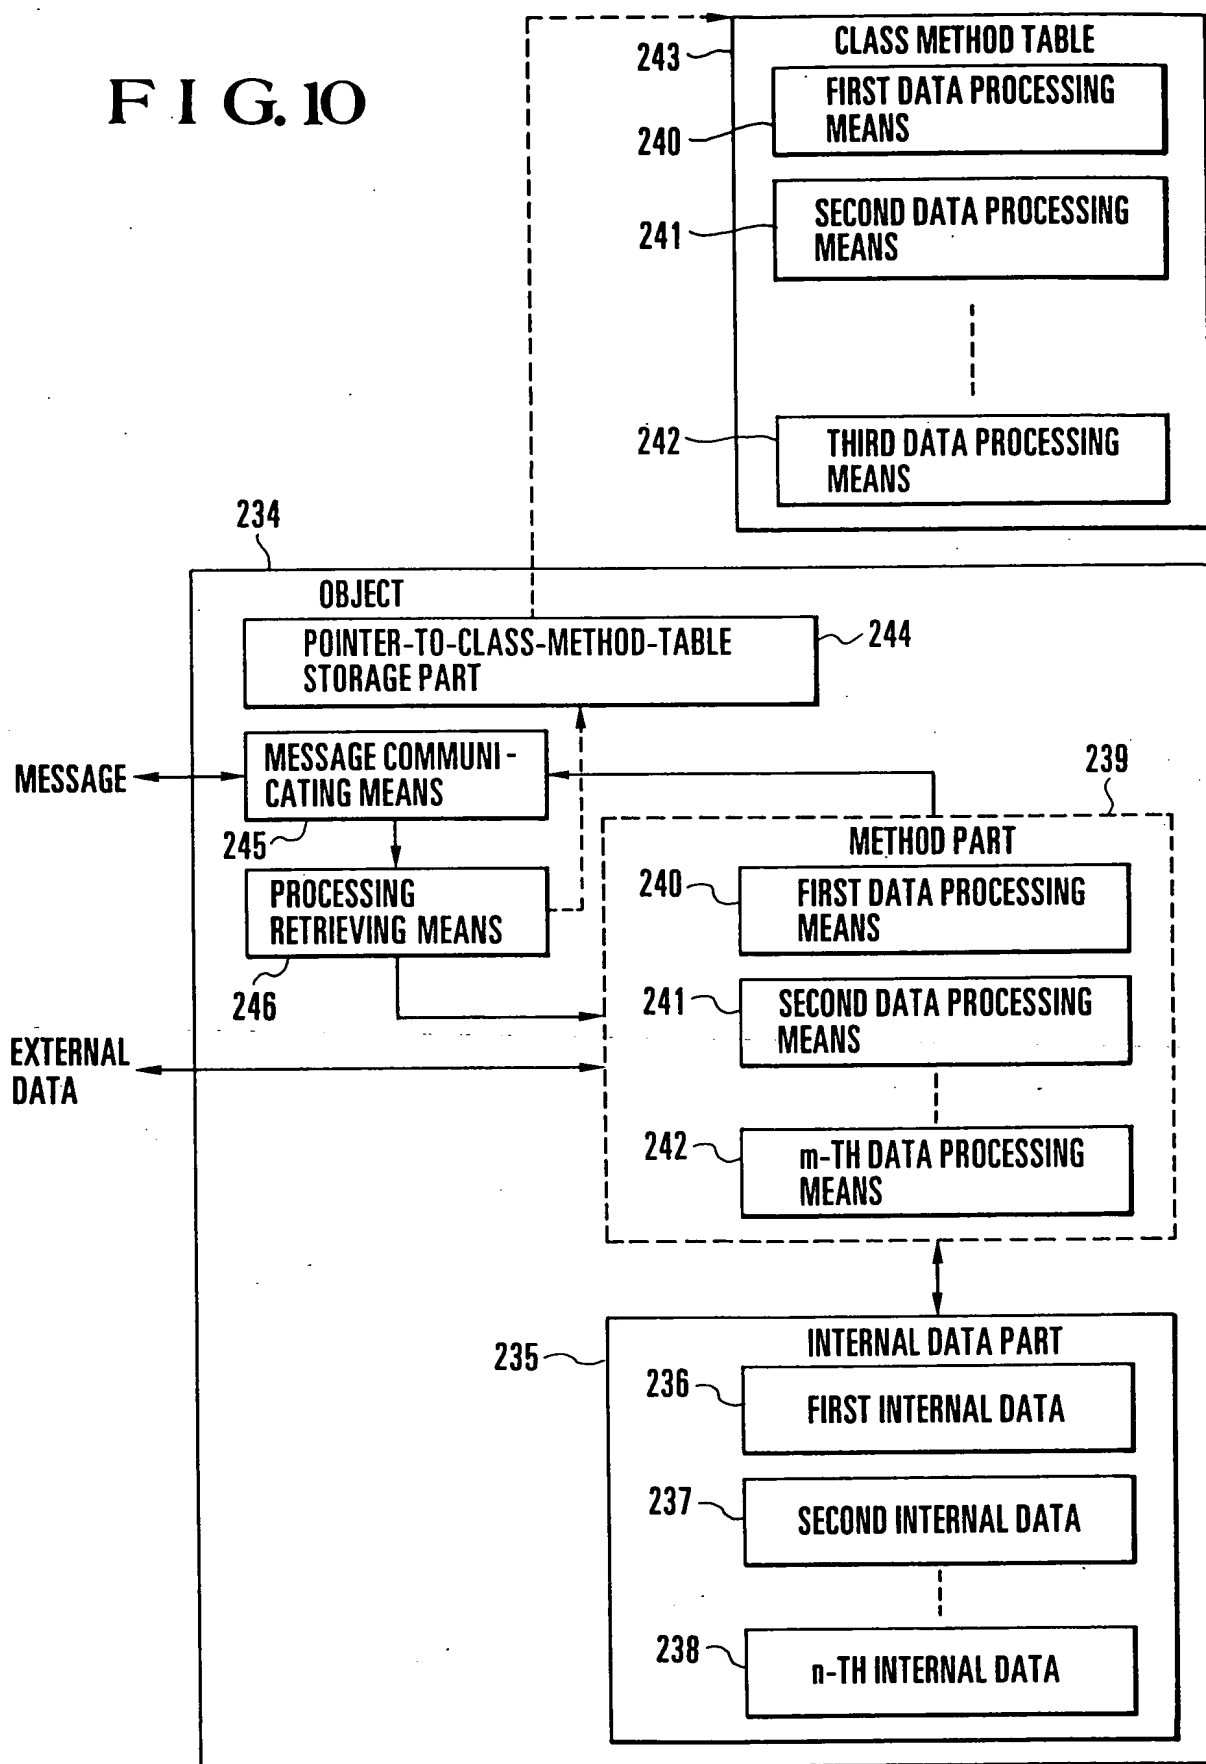 FIG.10
243
CLASS METHOD TABLE
FIRST DATA PROCESSING
MEANS
240
SECOND DATA PROCESSING
MEANS
241
242
THIRD DATA PROCESSING
MEANS
234
OBJECT
POINTER-TO-CLASS-METHOD-TABLE
STORAGE PART
244
MESSAGE
MESSAGE COMMUNI-
CATING MEANS
245
PROCESSING
RETRIEVING MEANS
246
239
METHOD PART
240
FIRST DATA PROCESSING
MEANS
241
SECOND DATA PROCESSING
MEANS
EXTERNAL
DATA
242
m-TH DATA PROCESSING
MEANS
235
INTERNAL DATA PART
236
FIRST INTERNAL DATA
237
SECOND INTERNAL DATA
238
n-TH INTERNAL DATA